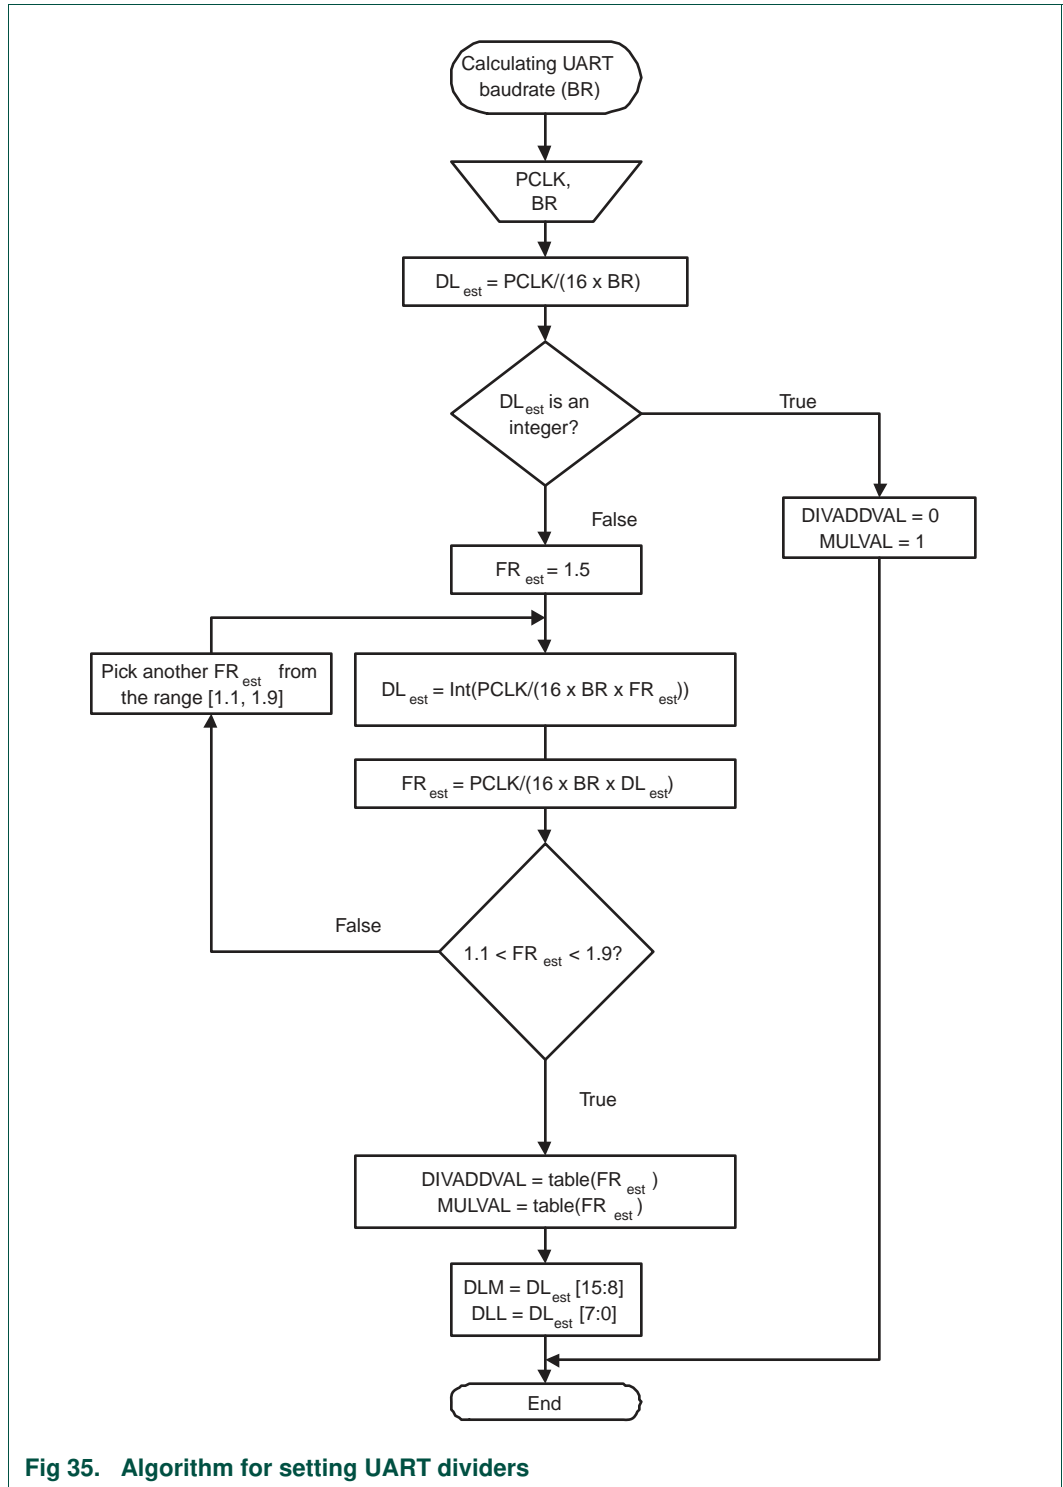 Calculating UART
baudrate (BR)
PCLK,
BR
DL est = PCLK/(16 x BR)
DL est is an
integer?
True
False
DIVADDVAL = 0
MULVAL = 1
FR est = 1.5
Pick another FR est from
the range [1.1, 1.9]
DL est = Int(PCLK/(16 x BR x FR est))
FR est = PCLK/(16 x BR x DL est)
False
1.1 < FR est < 1.9?
True
DIVADDVAL = table(FR est )
MULVAL = table(FR est )
DLM = DL est [15:8]
DLL = DL est [7:0]
End
Fig 35. Algorithm for setting UART dividers